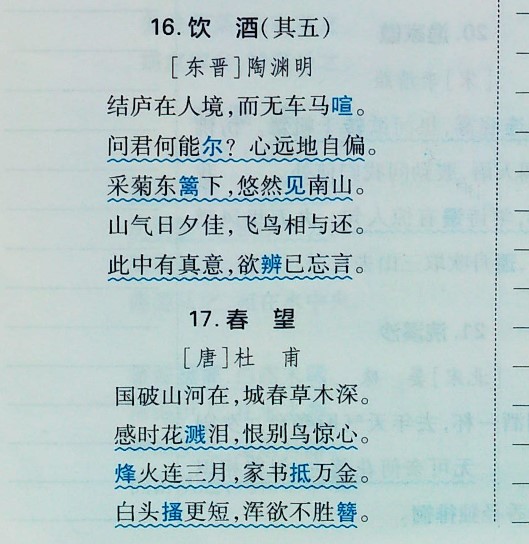 16. 饮 酒(其五)
[东晋]陶渊明
结庐在人境,而无车马喧。
问君何能尔? 心远地自偏。
采菊东篱下,悠然见南山。
山气日夕佳,飞鸟相与还。
此中有真意,欲辨已忘言。
17. 春 望
[唐]杜 甫
国破山河在,城春草木深。
感时花溅泪,恨别鸟惊心。
烽火连三月,家书抵万金。
白头搔更短,浑欲不胜簪。